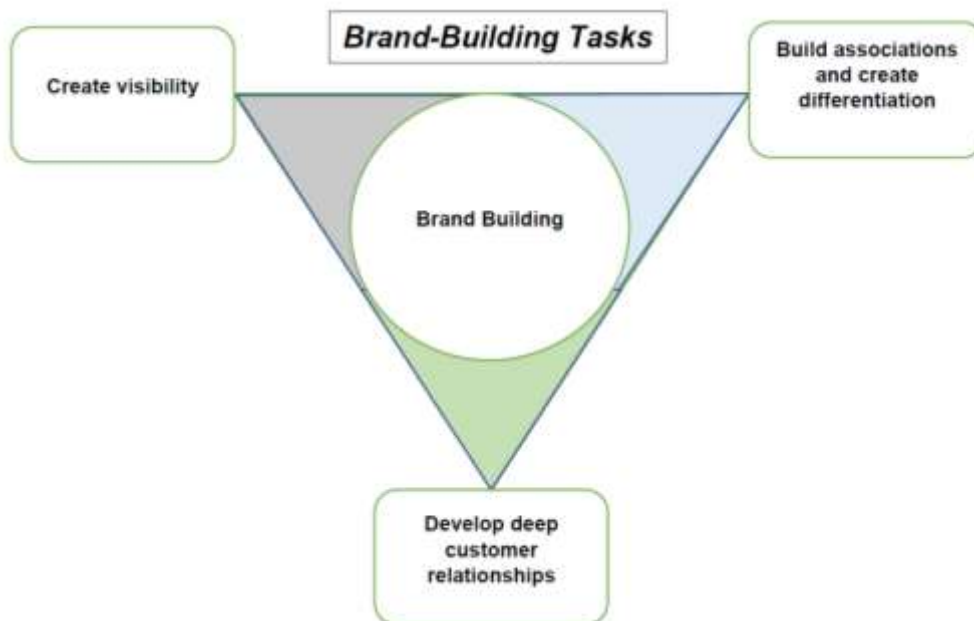 Brand-Building Tasks
Create visibility
Build associations
and create
differentiation
Brand Building
Develop deep
customer
relationships